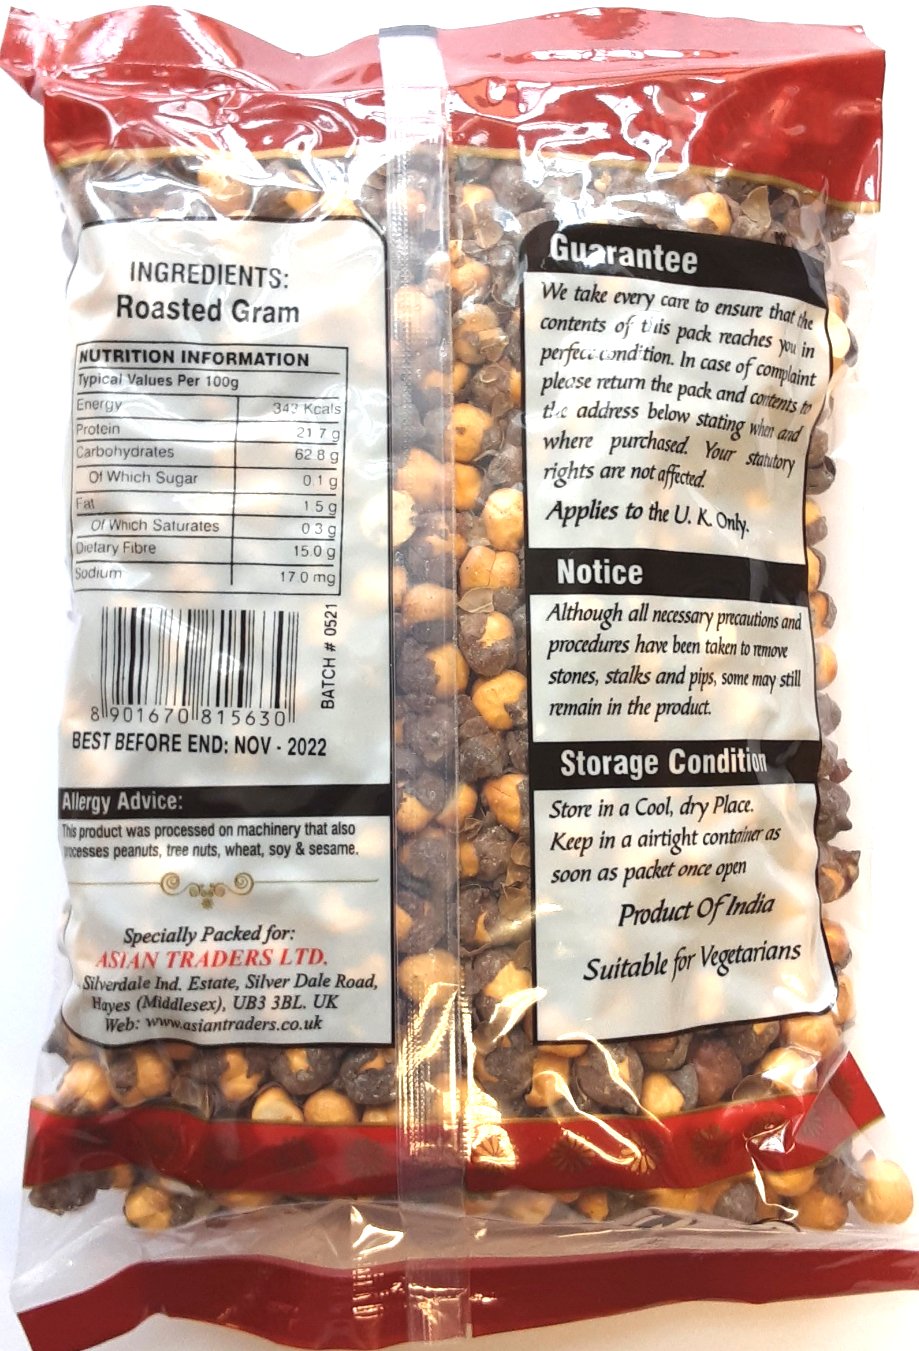 INGREDIENTS:
Roasted Gram
NUTRITION INFORMATION
Typical Values Per 100g
Energy 342 Kcals
Protein 21.7 g
Carbohydrates 62.8 g
Of Which Sugar 0.1 g
Fat 1.5 g
Of Which Saturates 0.3 g
Dietary Fibre 15.0 g
Sodium 17.0 mg
BATCH # 0521
8 901670 815630
BEST BEFORE END: NOV - 2022
Allergy Advice:
This product was processed on machinery that also
processes peanuts, tree nuts, wheat, soy & sesame.
Specially Packed for:
ASIAN TRADERS LTD.
Silverdale Ind. Estate, Silver Dale Road,
Hayes (Middlesex), UB3 3BL. UK
Web: www.asiantraders.co.uk
Guarantee
We take every care to ensure that the
contents of this pack reaches you in
perfect condition. In case of complaint
please return the pack and contents to
the address below stating when and
where purchased. Your statutory
rights are not affected.
Applies to the U. K. Only.
Notice
Although all necessary precautions and
procedures have been taken to remove
stones, stalks and pips, some may still
remain in the product.
Storage Condition
Store in a Cool, dry Place.
Keep in a airtight container as
soon as packet once open
Product Of India
Suitable for Vegetarians